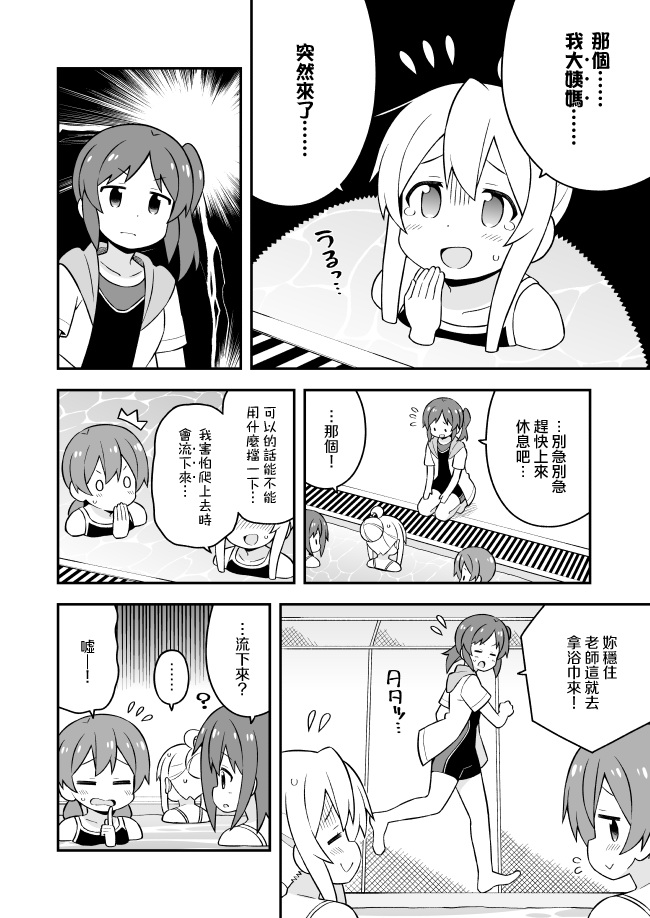 那個……
我大姨媽……
突然來了……
うるっ…
…別急別急
趕快上來
休息吧…
…那個！
可以的話能不能
用什麼擋一下…
我害怕爬上去時
會流下來…
妳穩住
老師這就去
拿浴巾來！
タタッ…
…流下來？
？
……
噓—！